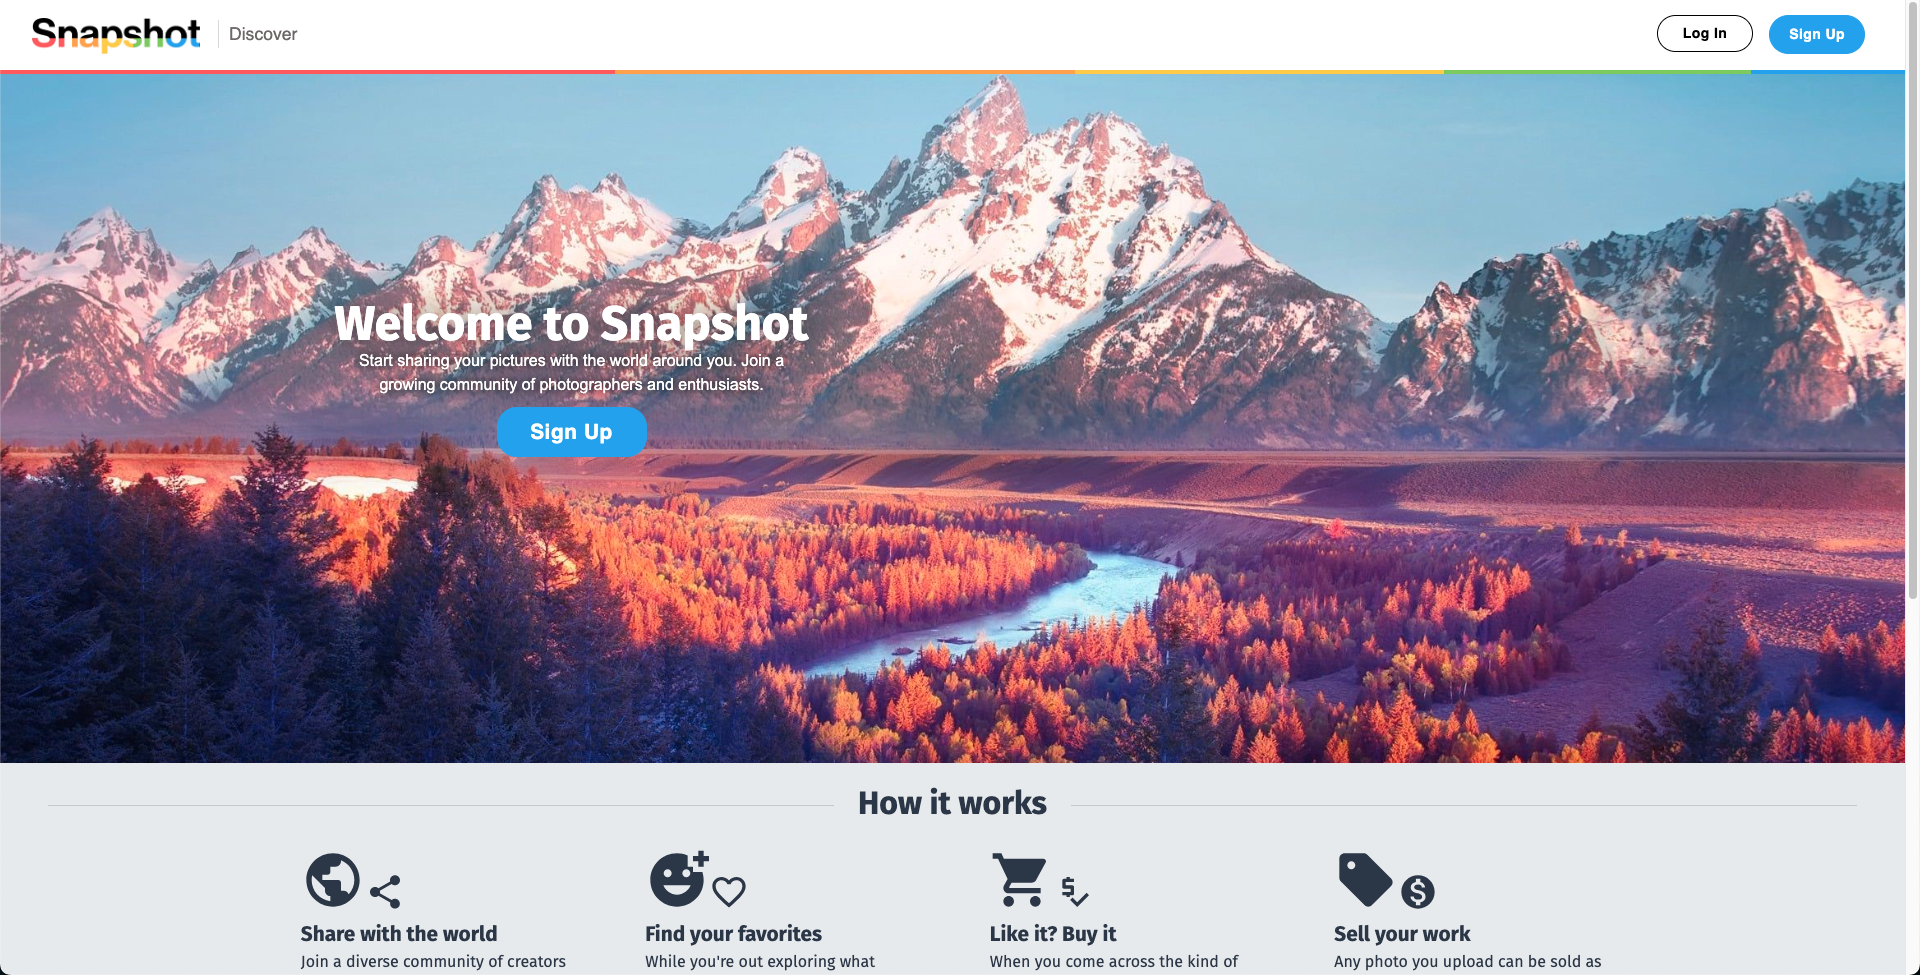 Snapshot
Discover
Log In
Sign Up
Welcome to Snapshot
Start sharing your pictures with the world around you. Join a
growing community of photographers and enthusiasts.
Sign Up
How it works
Share with the world
Join a diverse community of creators
Find your favorites
While you're out exploring what
Like it? Buy it
When you come across the kind of
Sell your work
Any photo you upload can be sold as